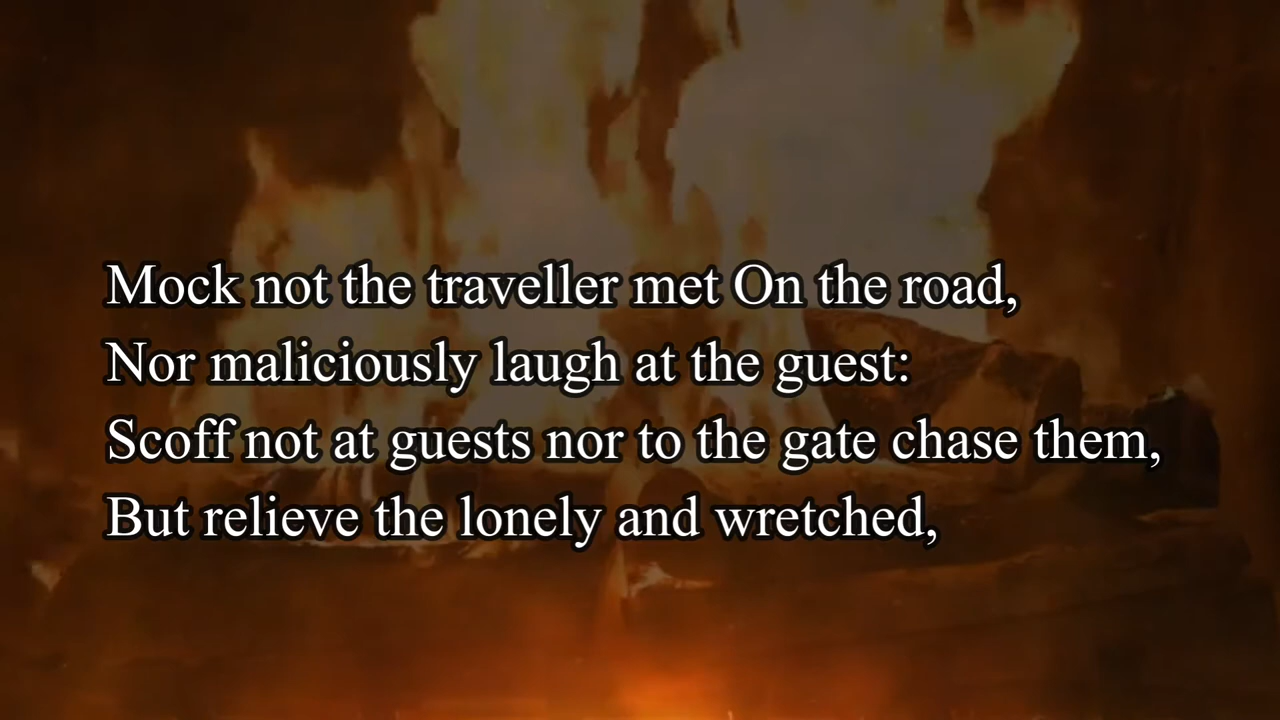 Mock not the traveller met On the road,
Nor maliciously laugh at the guest:
Scoff not at guests nor to the gate chase them,
But relieve the lonely and wretched,